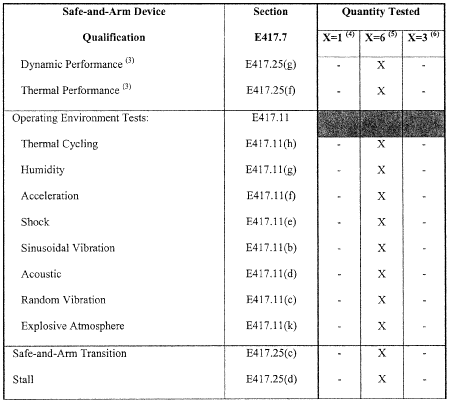 Safe-and-Arm Device Section Quantity Tested
Qualification E417.7 X=1 (4) X=6 (5) X=3 (6)
Dynamic Performance (3) E417.25(g) - X -
Thermal Performance (3) E417.25(f) - X -
Operating Environment Tests: E417.11
Thermal Cycling E417.11(h) - X -
Humidity E417.11(g) - X -
Acceleration E417.11(f) - X -
Shock E417.11(e) - X -
Sinusoidal Vibration E417.11(b) - X -
Acoustic E417.11(d) - X -
Random Vibration E417.11(c) - X -
Explosive Atmosphere E417.11(k) - X -
Safe-and-Arm Transition E417.25(c) - X -
Stall E417.25(d) - X -